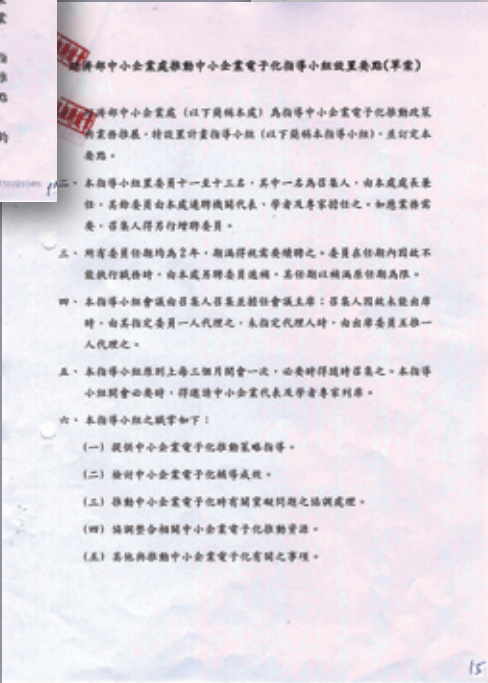 經濟部中小企業處推動中小企業電子化指導小組設置要點(草案)
經濟部中小企業處（以下簡稱本處）為指導中小企業電子化推動政策
業務推展，特設置計畫指導小組（以下簡稱本指導小組），並訂定本
要點。
二、本指導小組置委員十一至十三名，其中一名為召集人，由本處處長兼
任，其餘委員由本處遴聘機關代表、學者及專家擔任之。如應業務需
要，召集人得另行增聘委員。
三、所有委員任期均為2年，期滿得視需要續聘之。委員在任期內因故不
能執行職務時，由本處另聘委員遞補，其任期以補滿原任期為限。
四、本指導小組會議由召集人召集並擔任會議主席；召集人因故未能出席
時，由其指定委員一人代理之，未指定代理人時，由出席委員互推一
人代理之。
五、本指導小組原則上每三個月開會一次，必要時得隨時召集之。本指導
小組開會必要時，得邀請中小企業代表及學者專家列席。
六、本指導小組之職掌如下：
(一) 提供中小企業電子化推動策略指導。
(二) 檢討中小企業電子化輔導成效。
(三) 推動中小企業電子化時有關窒礙問題之協調處理。
(四) 協調整合相關中小企業電子化推動資源。
(五) 其他與推動中小企業電子化有關之事項。
15